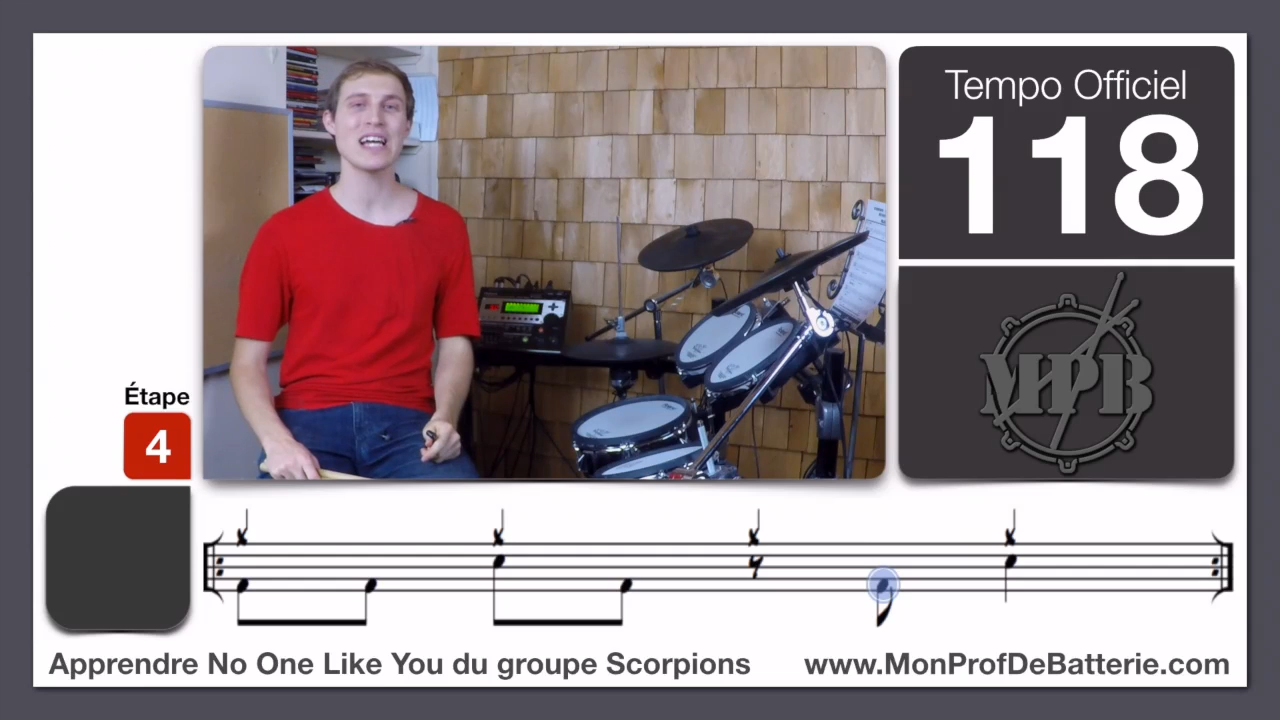 Tempo Officiel
118
MPB
Étape
4
Apprendre No One Like You du groupe Scorpions
www.MonProfDeBatterie.com